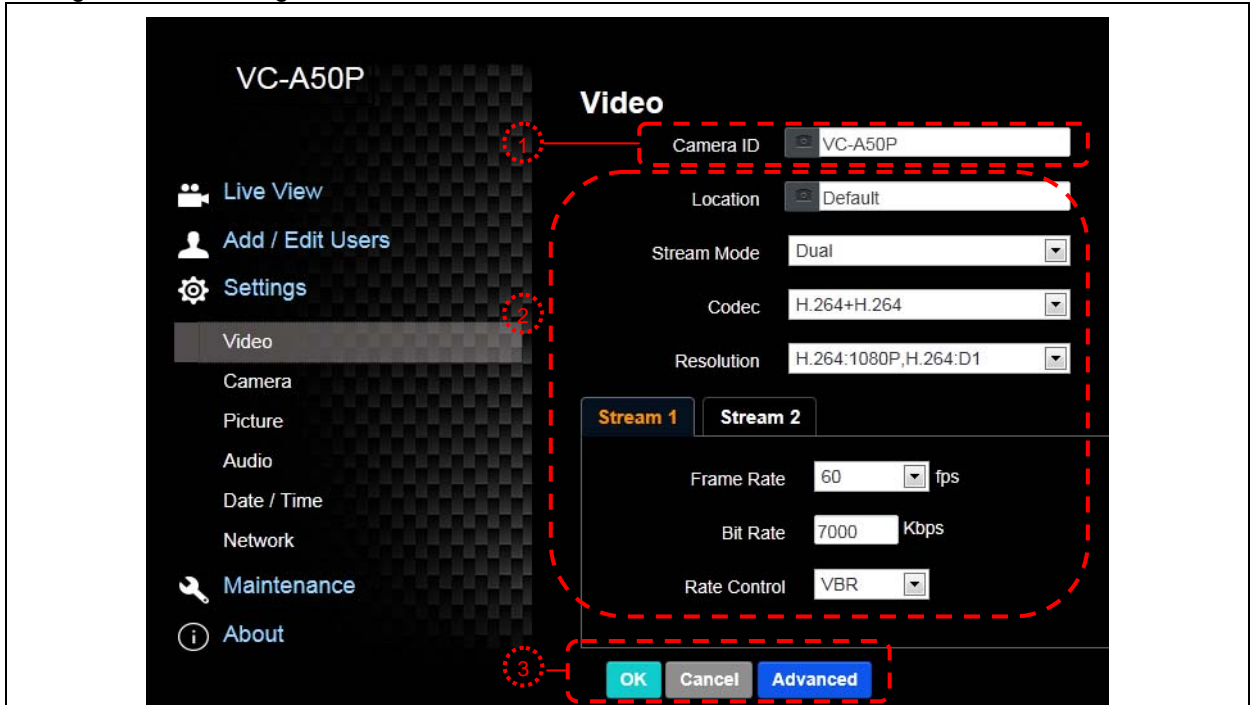 VC-A50P
Live View
Add / Edit Users
Settings
Video
Camera
Picture
Audio
Date / Time
Network
Maintenance
About
Video
1
Camera ID VC-A50P
2
Location Default
Stream Mode Dual
Codec H.264+H.264
Resolution H.264:1080P,H.264:D1
Stream 1 Stream 2
Frame Rate 60 fps
Bit Rate 7000 Kbps
Rate Control VBR
3
OK Cancel Advanced